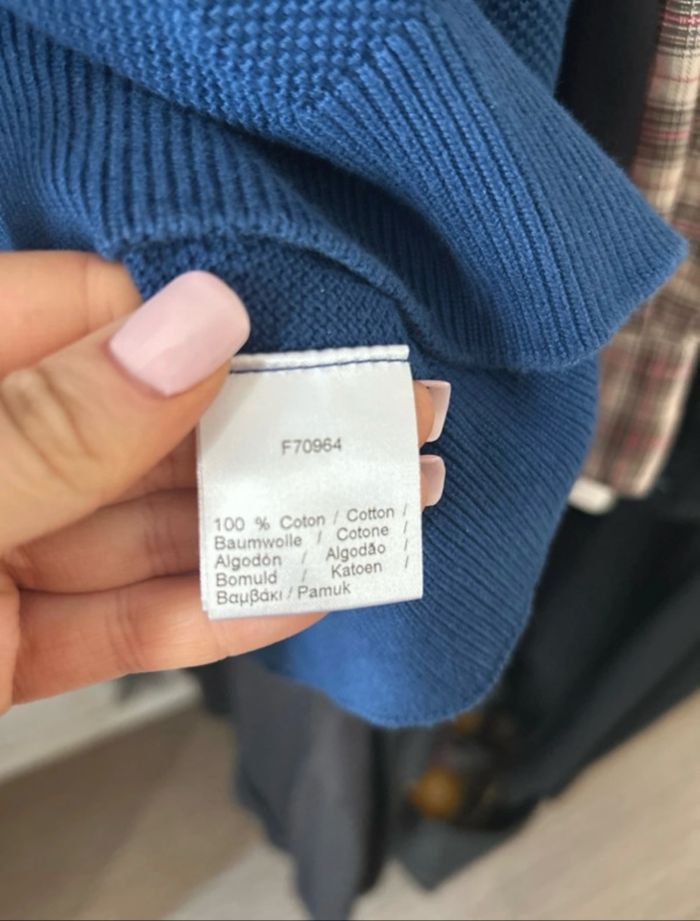 F70964
100 % Coton / Cotton /
Baumwolle / Cotone /
Algodón / Algodão /
Bomuld / Katoen /
Βαμβάκι / Pamuk